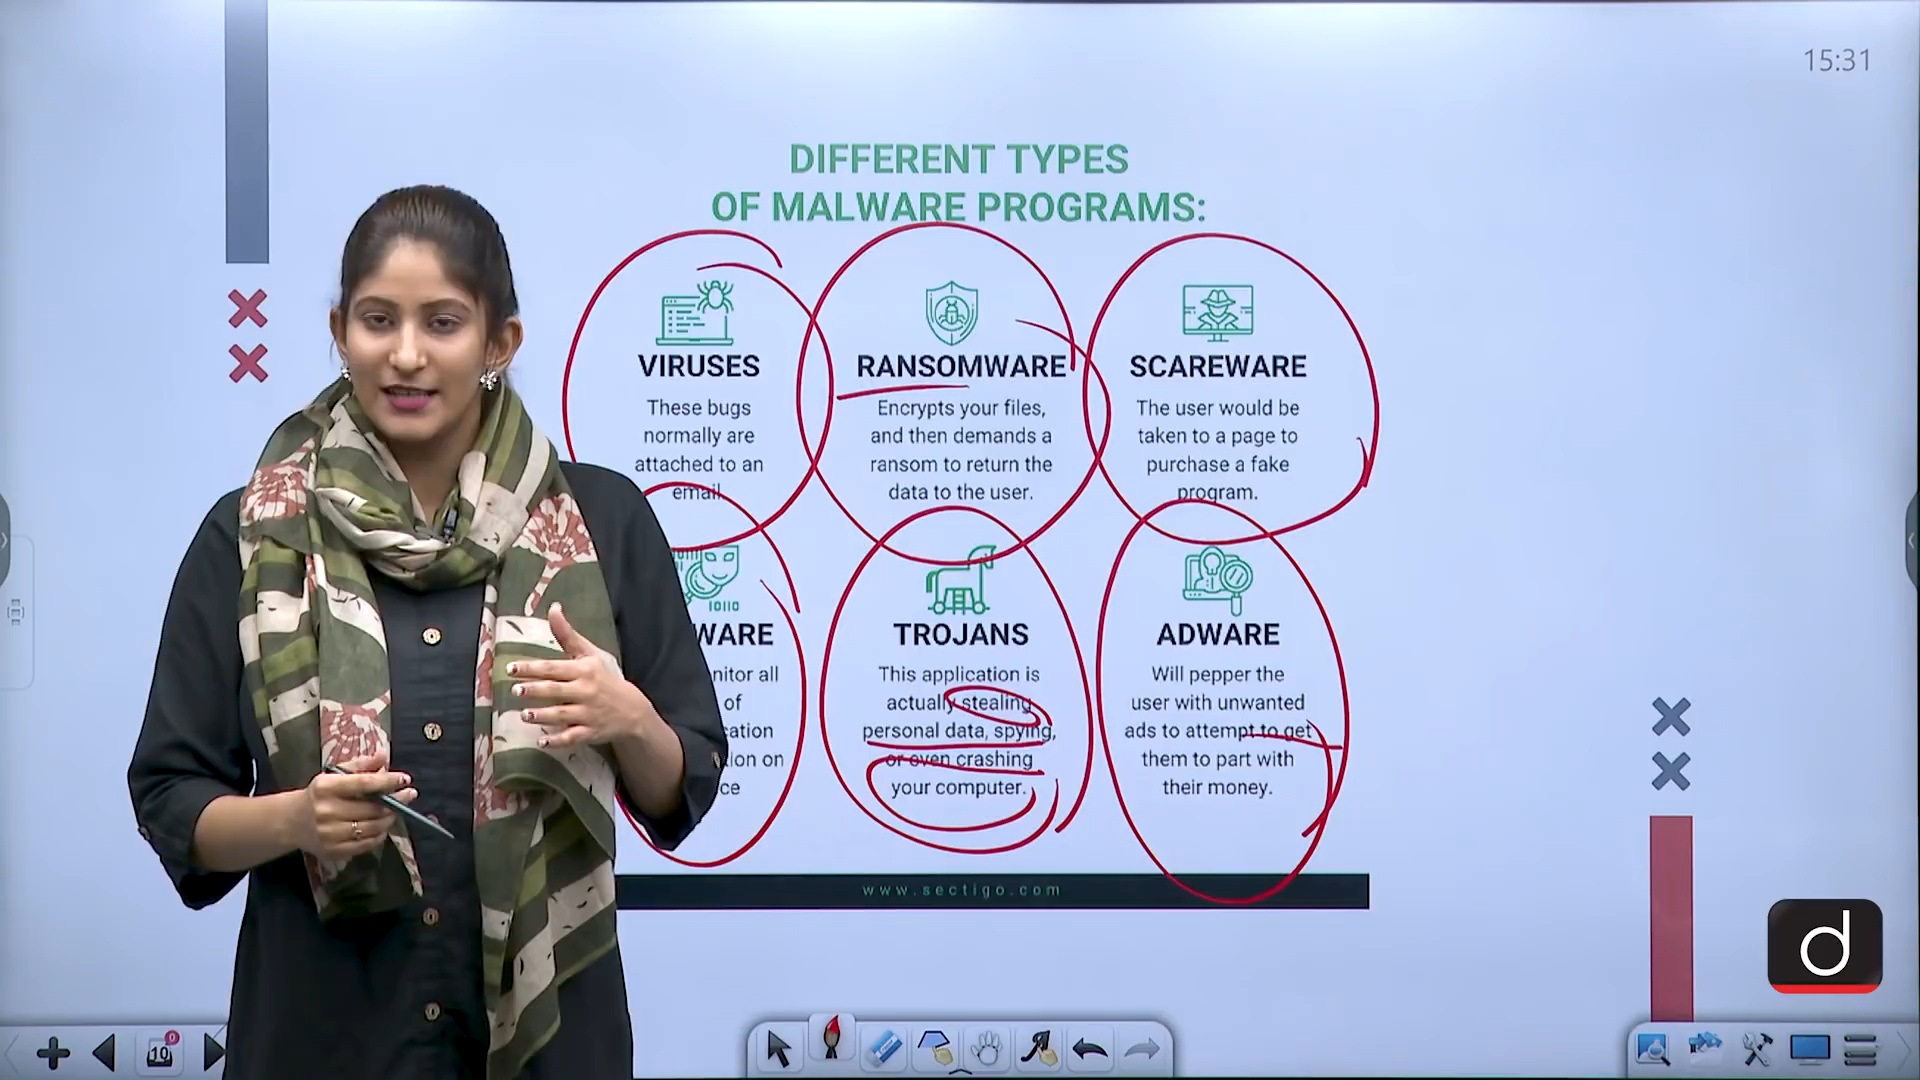 15:31
DIFFERENT TYPES
OF MALWARE PROGRAMS:
VIRUSES
These bugs
normally are
attached to an
email.
RANSOMWARE
Encrypts your files,
and then demands a
ransom to return the
data to the user.
SCAREWARE
The user would be
taken to a page to
purchase a fake
program.
WARE
nitor all
of
cation
tion on
ce
10110
TROJANS
This application is
actually stealing
personal data, spying,
or even crashing
your computer.
ADWARE
Will pepper the
user with unwanted
ads to attempt to get
them to part with
their money.
www.sectigo.com
d
10
0